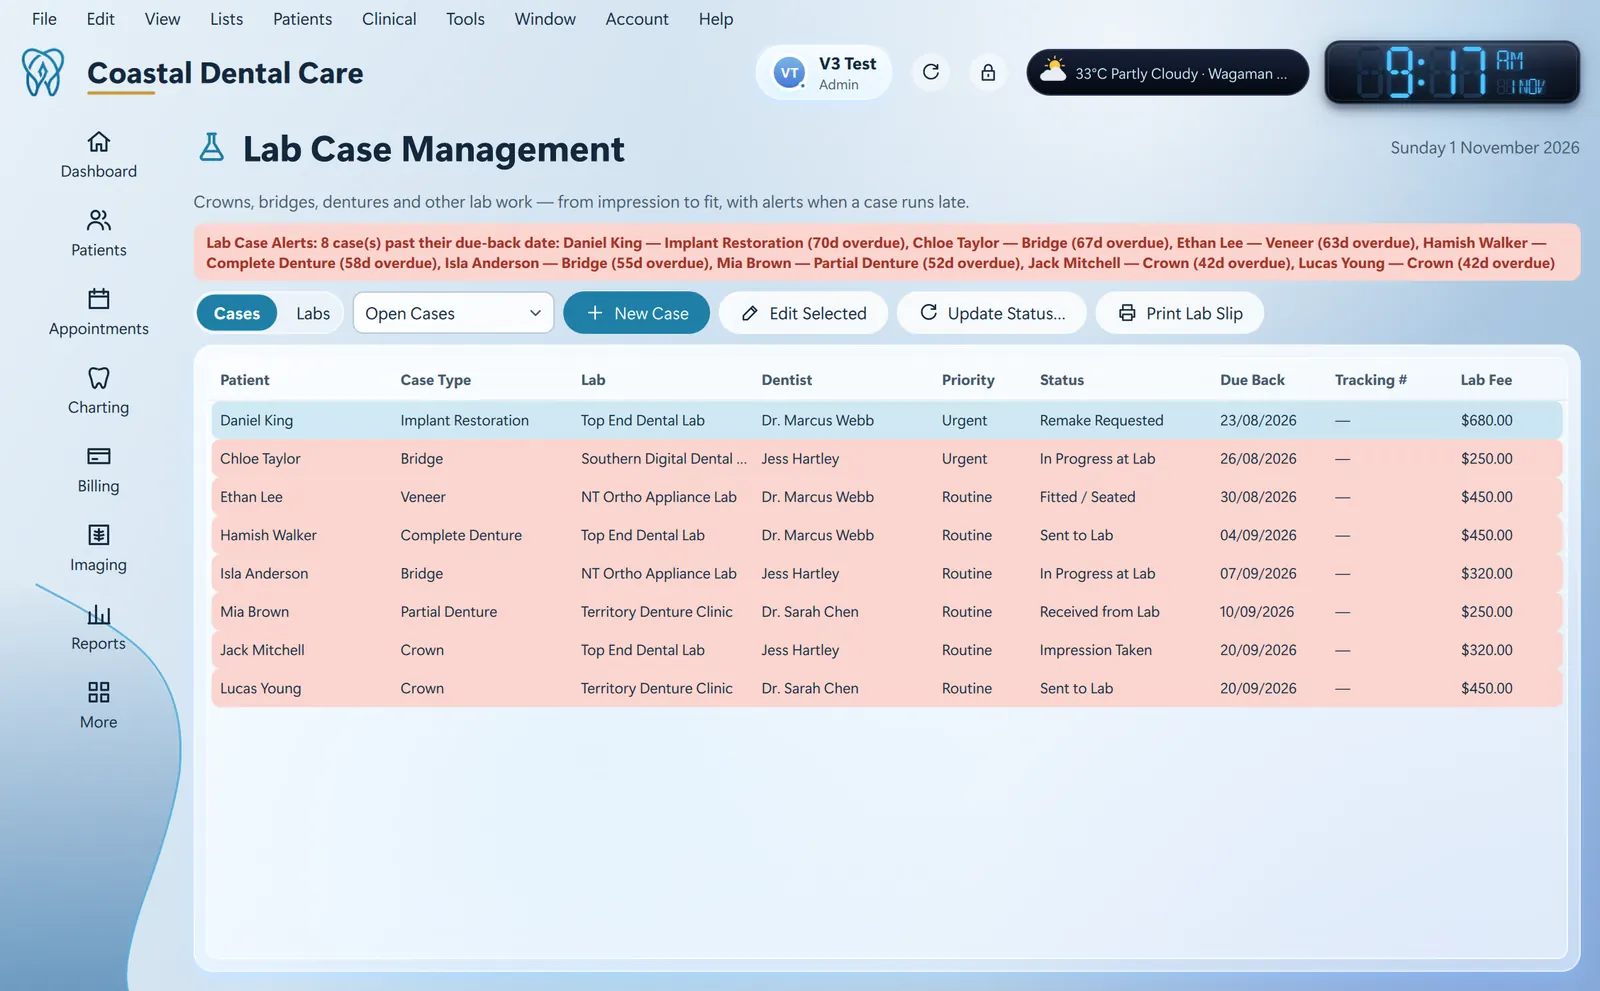 File Edit View Lists Patients Clinical Tools Window Account Help
Coastal Dental Care
VT
V3 Test
Admin
33°C Partly Cloudy · Wagaman ...
9:17 AM
1 NOV
Dashboard
Patients
Appointments
Charting
Billing
Imaging
Reports
More
Lab Case Management
Sunday 1 November 2026
Crowns, bridges, dentures and other lab work — from impression to fit, with alerts when a case runs late.
Lab Case Alerts: 8 case(s) past their due-back date: Daniel King — Implant Restoration (70d overdue), Chloe Taylor — Bridge (67d overdue), Ethan Lee — Veneer (63d overdue), Hamish Walker —
Complete Denture (58d overdue), Isla Anderson — Bridge (55d overdue), Mia Brown — Partial Denture (52d overdue), Jack Mitchell — Crown (42d overdue), Lucas Young — Crown (42d overdue)
Cases Labs Open Cases New Case Edit Selected Update Status... Print Lab Slip
Patient Case Type Lab Dentist Priority Status Due Back Tracking # Lab Fee
Daniel King Implant Restoration Top End Dental Lab Dr. Marcus Webb Urgent Remake Requested 23/08/2026 — $680.00
Chloe Taylor Bridge Southern Digital Dental ... Jess Hartley Urgent In Progress at Lab 26/08/2026 — $250.00
Ethan Lee Veneer NT Ortho Appliance Lab Dr. Marcus Webb Routine Fitted / Seated 30/08/2026 — $450.00
Hamish Walker Complete Denture Top End Dental Lab Dr. Marcus Webb Routine Sent to Lab 04/09/2026 — $450.00
Isla Anderson Bridge NT Ortho Appliance Lab Jess Hartley Routine In Progress at Lab 07/09/2026 — $320.00
Mia Brown Partial Denture Territory Denture Clinic Dr. Sarah Chen Routine Received from Lab 10/09/2026 — $250.00
Jack Mitchell Crown Top End Dental Lab Jess Hartley Routine Impression Taken 20/09/2026 — $320.00
Lucas Young Crown Territory Denture Clinic Dr. Sarah Chen Routine Sent to Lab 20/09/2026 — $450.00